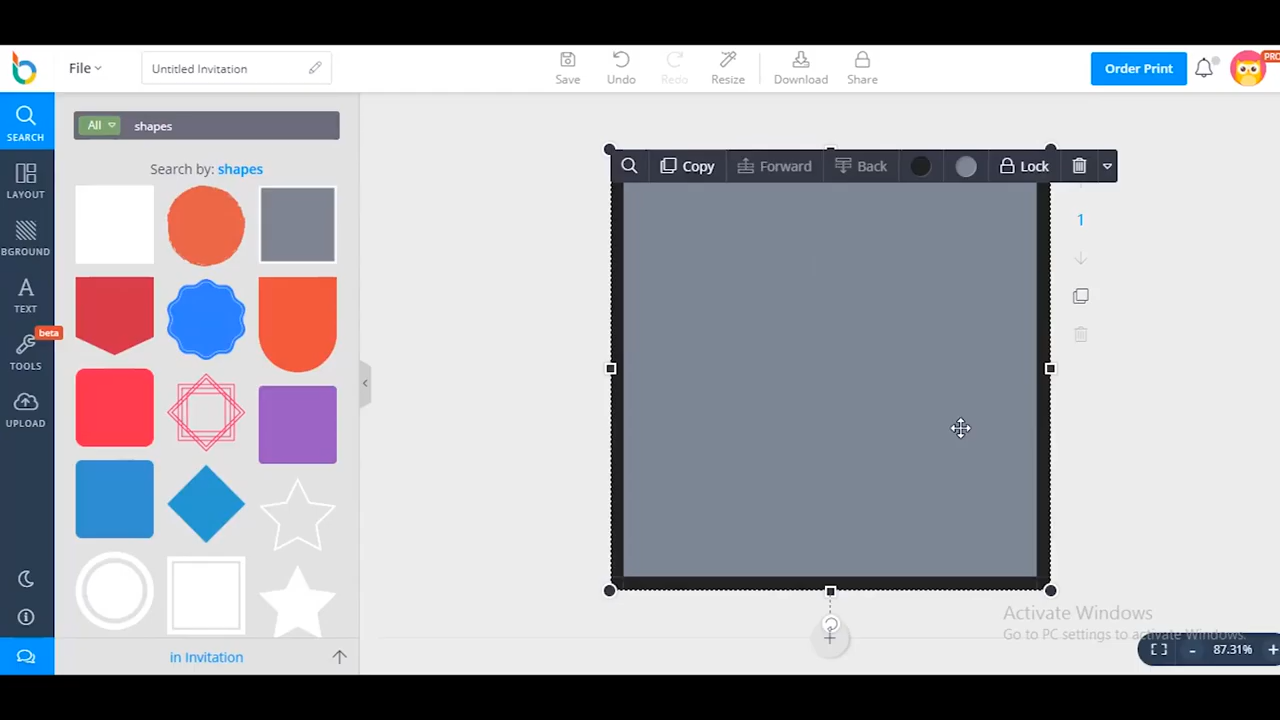 File
Untitled Invitation
Save
Undo
Redo
Resize
Download
Share
Order Print
PRO
SEARCH
All
shapes
Search by: shapes
LAYOUT
BGROUND
TEXT
beta
TOOLS
UPLOAD
in Invitation
Copy
Forward
Back
Lock
1
Activate Windows
Go to PC settings to activate Windows.
- 87.31% +